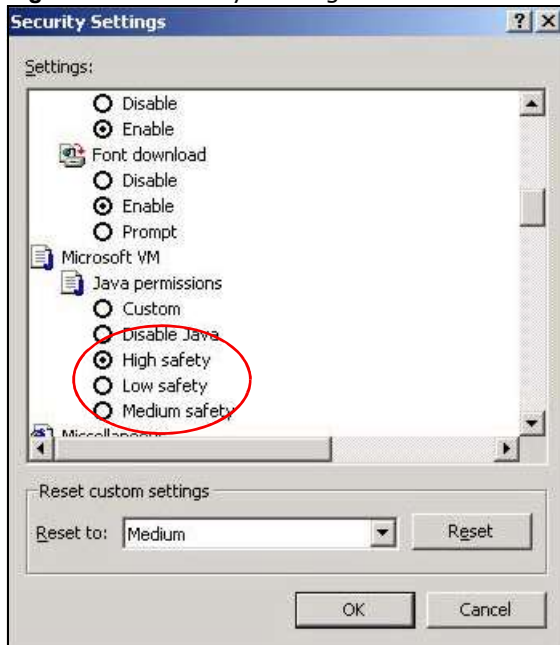 Security Settings
Settings:
Disable
Enable
Font download
Disable
Enable
Prompt
Microsoft VM
Java permissions
Custom
Disable Java
High safety
Low safety
Medium safety
Miscellaneous
Reset custom settings
Reset to: Medium Reset
OK Cancel